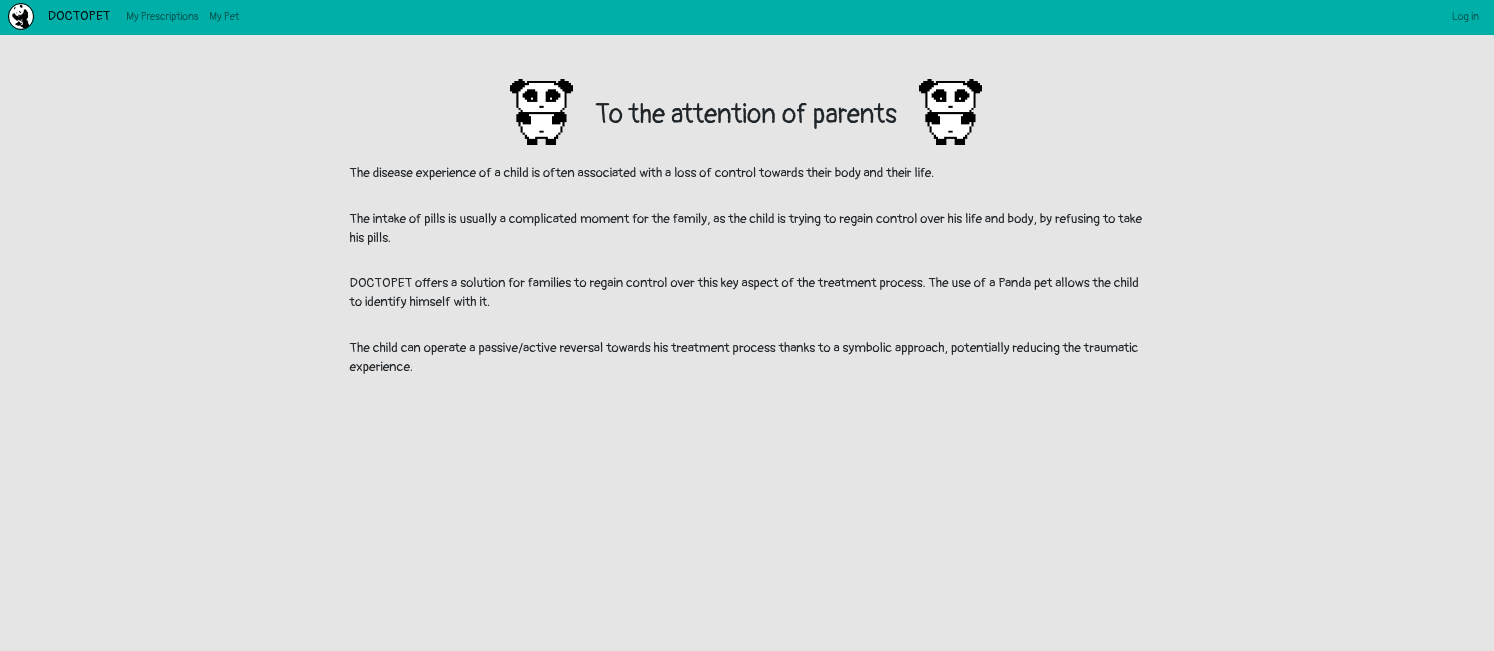 DOCTOPET My Prescriptions My Pet Log in
To the attention of parents
The disease experience of a child is often associated with a loss of control towards their body and their life.
The intake of pills is usually a complicated moment for the family, as the child is trying to regain control over his life and body, by refusing to take
his pills.
DOCTOPET offers a solution for families to regain control over this key aspect of the treatment process. The use of a Panda pet allows the child
to identify himself with it.
The child can operate a passive/active reversal towards his treatment process thanks to a symbolic approach, potentially reducing the traumatic
experience.